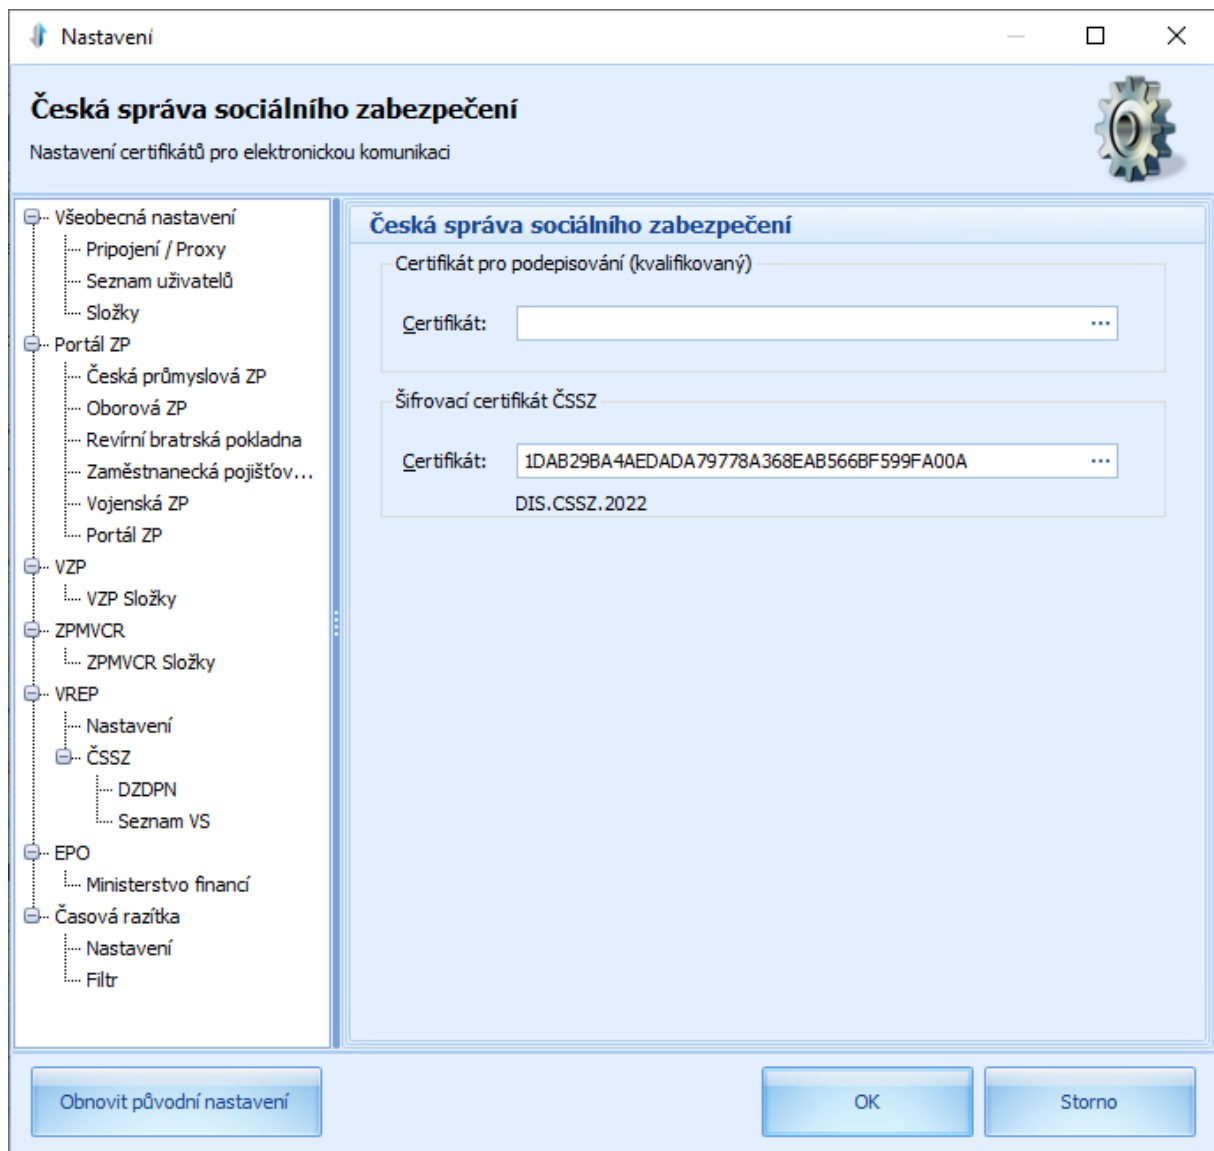 Nastavení
Česká správa sociálního zabezpečení
Nastavení certifikátů pro elektronickou komunikaci
Všeobecná nastavení
Pripojení / Proxy
Seznam uživatelů
Složky
Portál ZP
Česká průmyslová ZP
Oborová ZP
Revírní bratrská pokladna
Zaměstnanecká pojišťov...
Vojenská ZP
Portál ZP
VZP
VZP Složky
ZPMVCR
ZPMVCR Složky
VREP
Nastavení
ČSSZ
DZDPN
Seznam VS
EPO
Ministerstvo financí
Časová razítka
Nastavení
Filtr
Česká správa sociálního zabezpečení
Certifikát pro podepisování (kvalifikovaný)
Certifikát:
Šifrovací certifikát ČSSZ
Certifikát: 1DAB29BA4AEDADA79778A368EAB566BF599FA00A
DIS.CSSZ.2022
Obnovit původní nastavení
OK
Storno